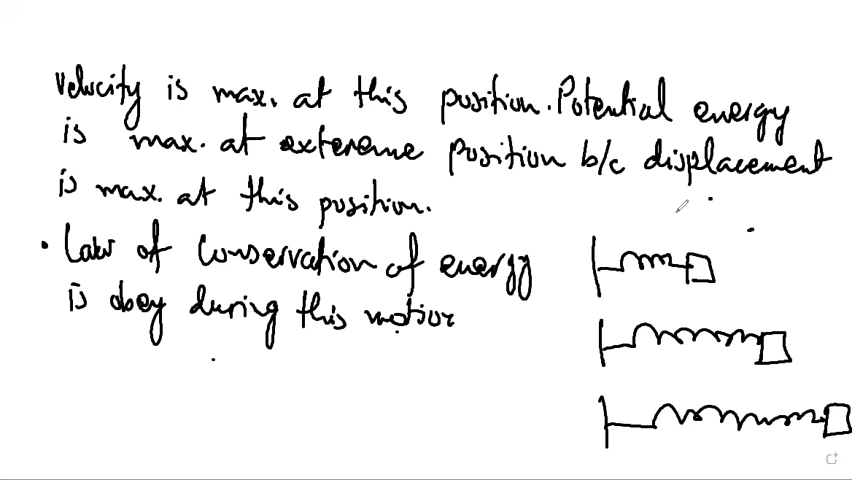 velocity is max. at this position. Potential energy
is max. at extereme position b/c displacement
is max. at this position.
• Law of conservation of energy
is obey during this motion